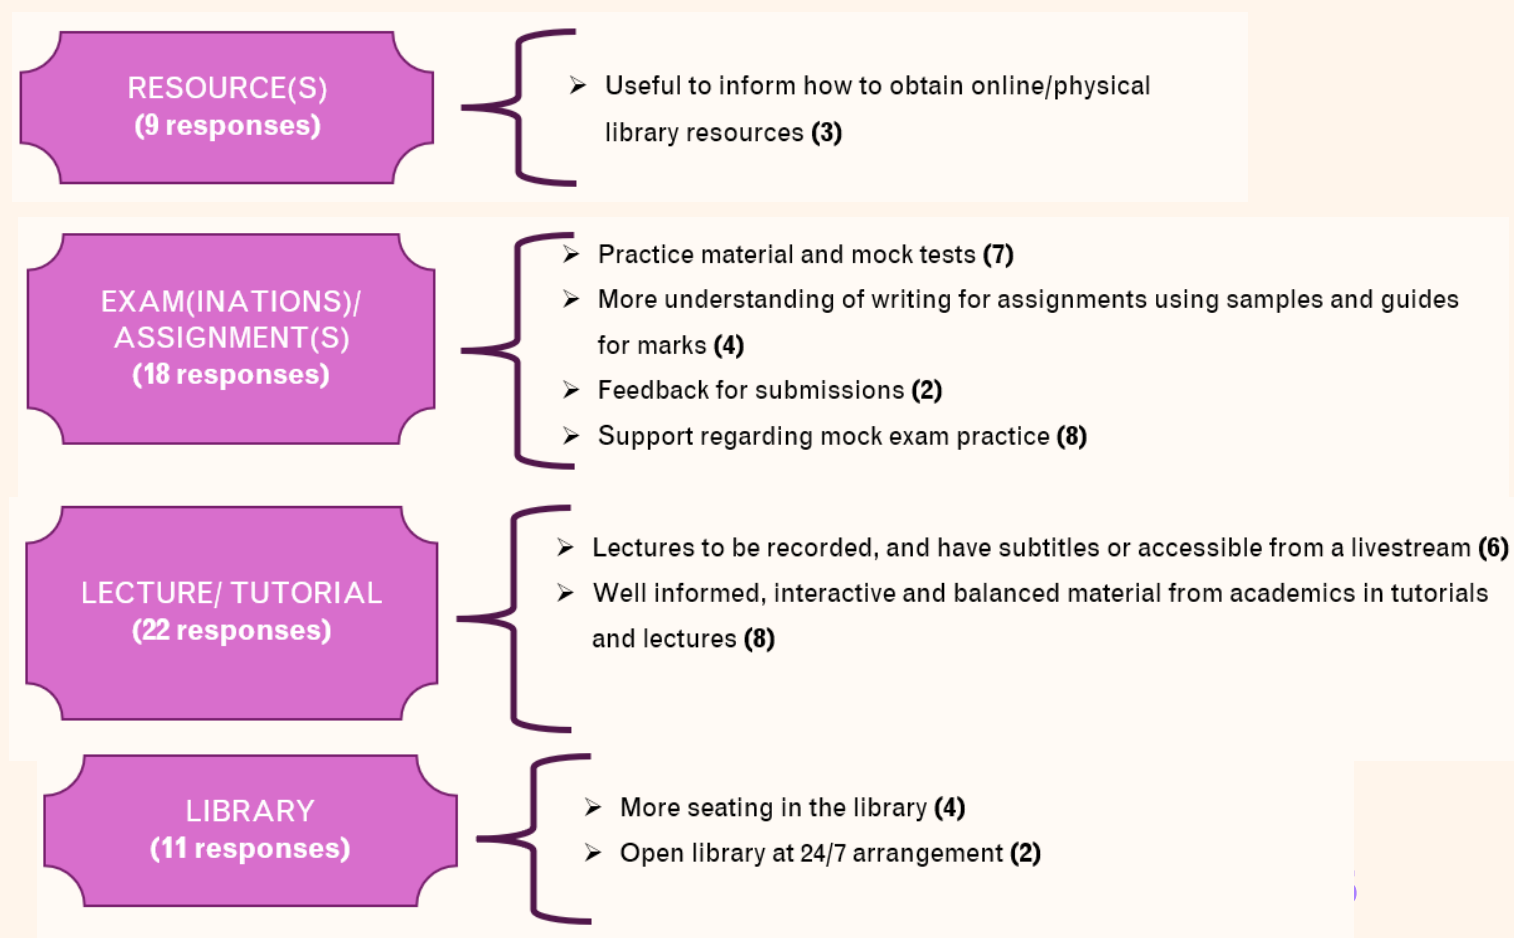 RESOURCE(S)
(9 responses)
➢ Useful to inform how to obtain online/physical
library resources (3)
EXAM(INATIONS)/
ASSIGNMENT(S)
(18 responses)
➢ Practice material and mock tests (7)
➢ More understanding of writing for assignments using samples and guides
for marks (4)
➢ Feedback for submissions (2)
➢ Support regarding mock exam practice (8)
LECTURE/ TUTORIAL
(22 responses)
➢ Lectures to be recorded, and have subtitles or accessible from a livestream (6)
➢ Well informed, interactive and balanced material from academics in tutorials
and lectures (8)
LIBRARY
(11 responses)
➢ More seating in the library (4)
➢ Open library at 24/7 arrangement (2)